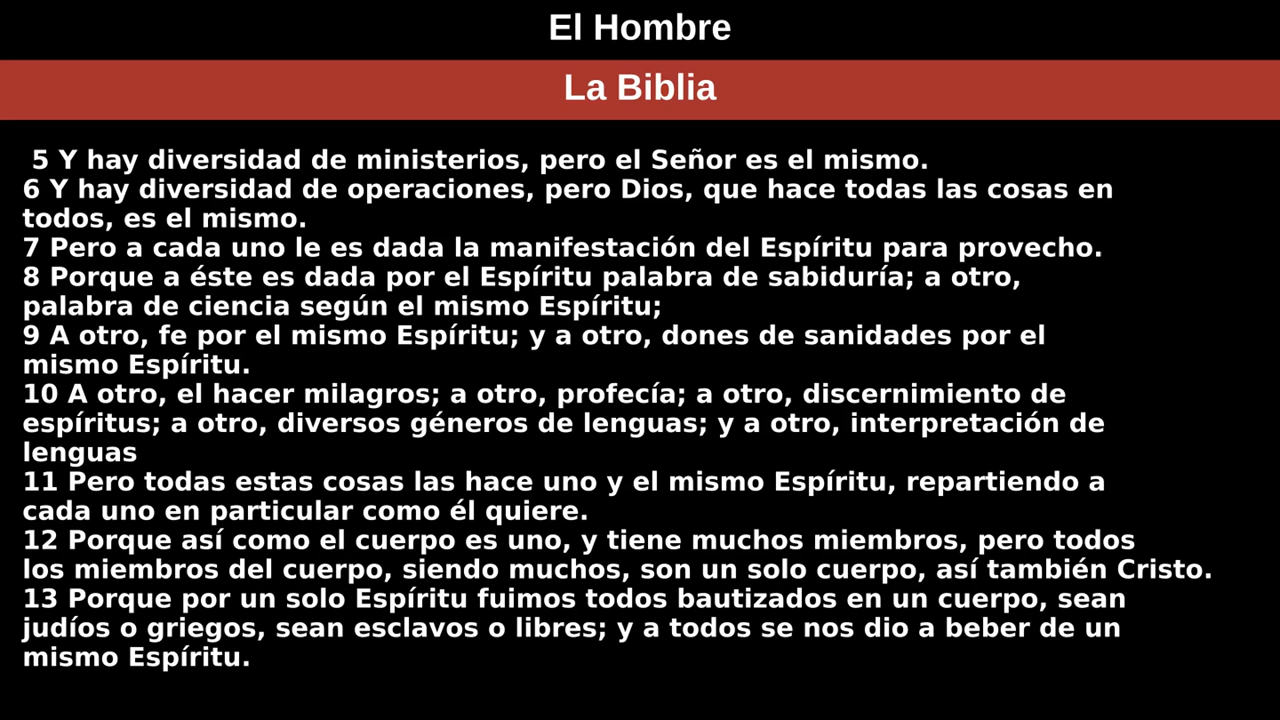 El Hombre
La Biblia
5 Y hay diversidad de ministerios, pero el Señor es el mismo.
6 Y hay diversidad de operaciones, pero Dios, que hace todas las cosas en
todos, es el mismo.
7 Pero a cada uno le es dada la manifestación del Espíritu para provecho.
8 Porque a éste es dada por el Espíritu palabra de sabiduría; a otro,
palabra de ciencia según el mismo Espíritu;
9 A otro, fe por el mismo Espíritu; y a otro, dones de sanidades por el
mismo Espíritu.
10 A otro, el hacer milagros; a otro, profecía; a otro, discernimiento de
espíritus; a otro, diversos géneros de lenguas; y a otro, interpretación de
lenguas
11 Pero todas estas cosas las hace uno y el mismo Espíritu, repartiendo a
cada uno en particular como él quiere.
12 Porque así como el cuerpo es uno, y tiene muchos miembros, pero todos
los miembros del cuerpo, siendo muchos, son un solo cuerpo, así también Cristo.
13 Porque por un solo Espíritu fuimos todos bautizados en un cuerpo, sean
judíos o griegos, sean esclavos o libres; y a todos se nos dio a beber de un
mismo Espíritu.